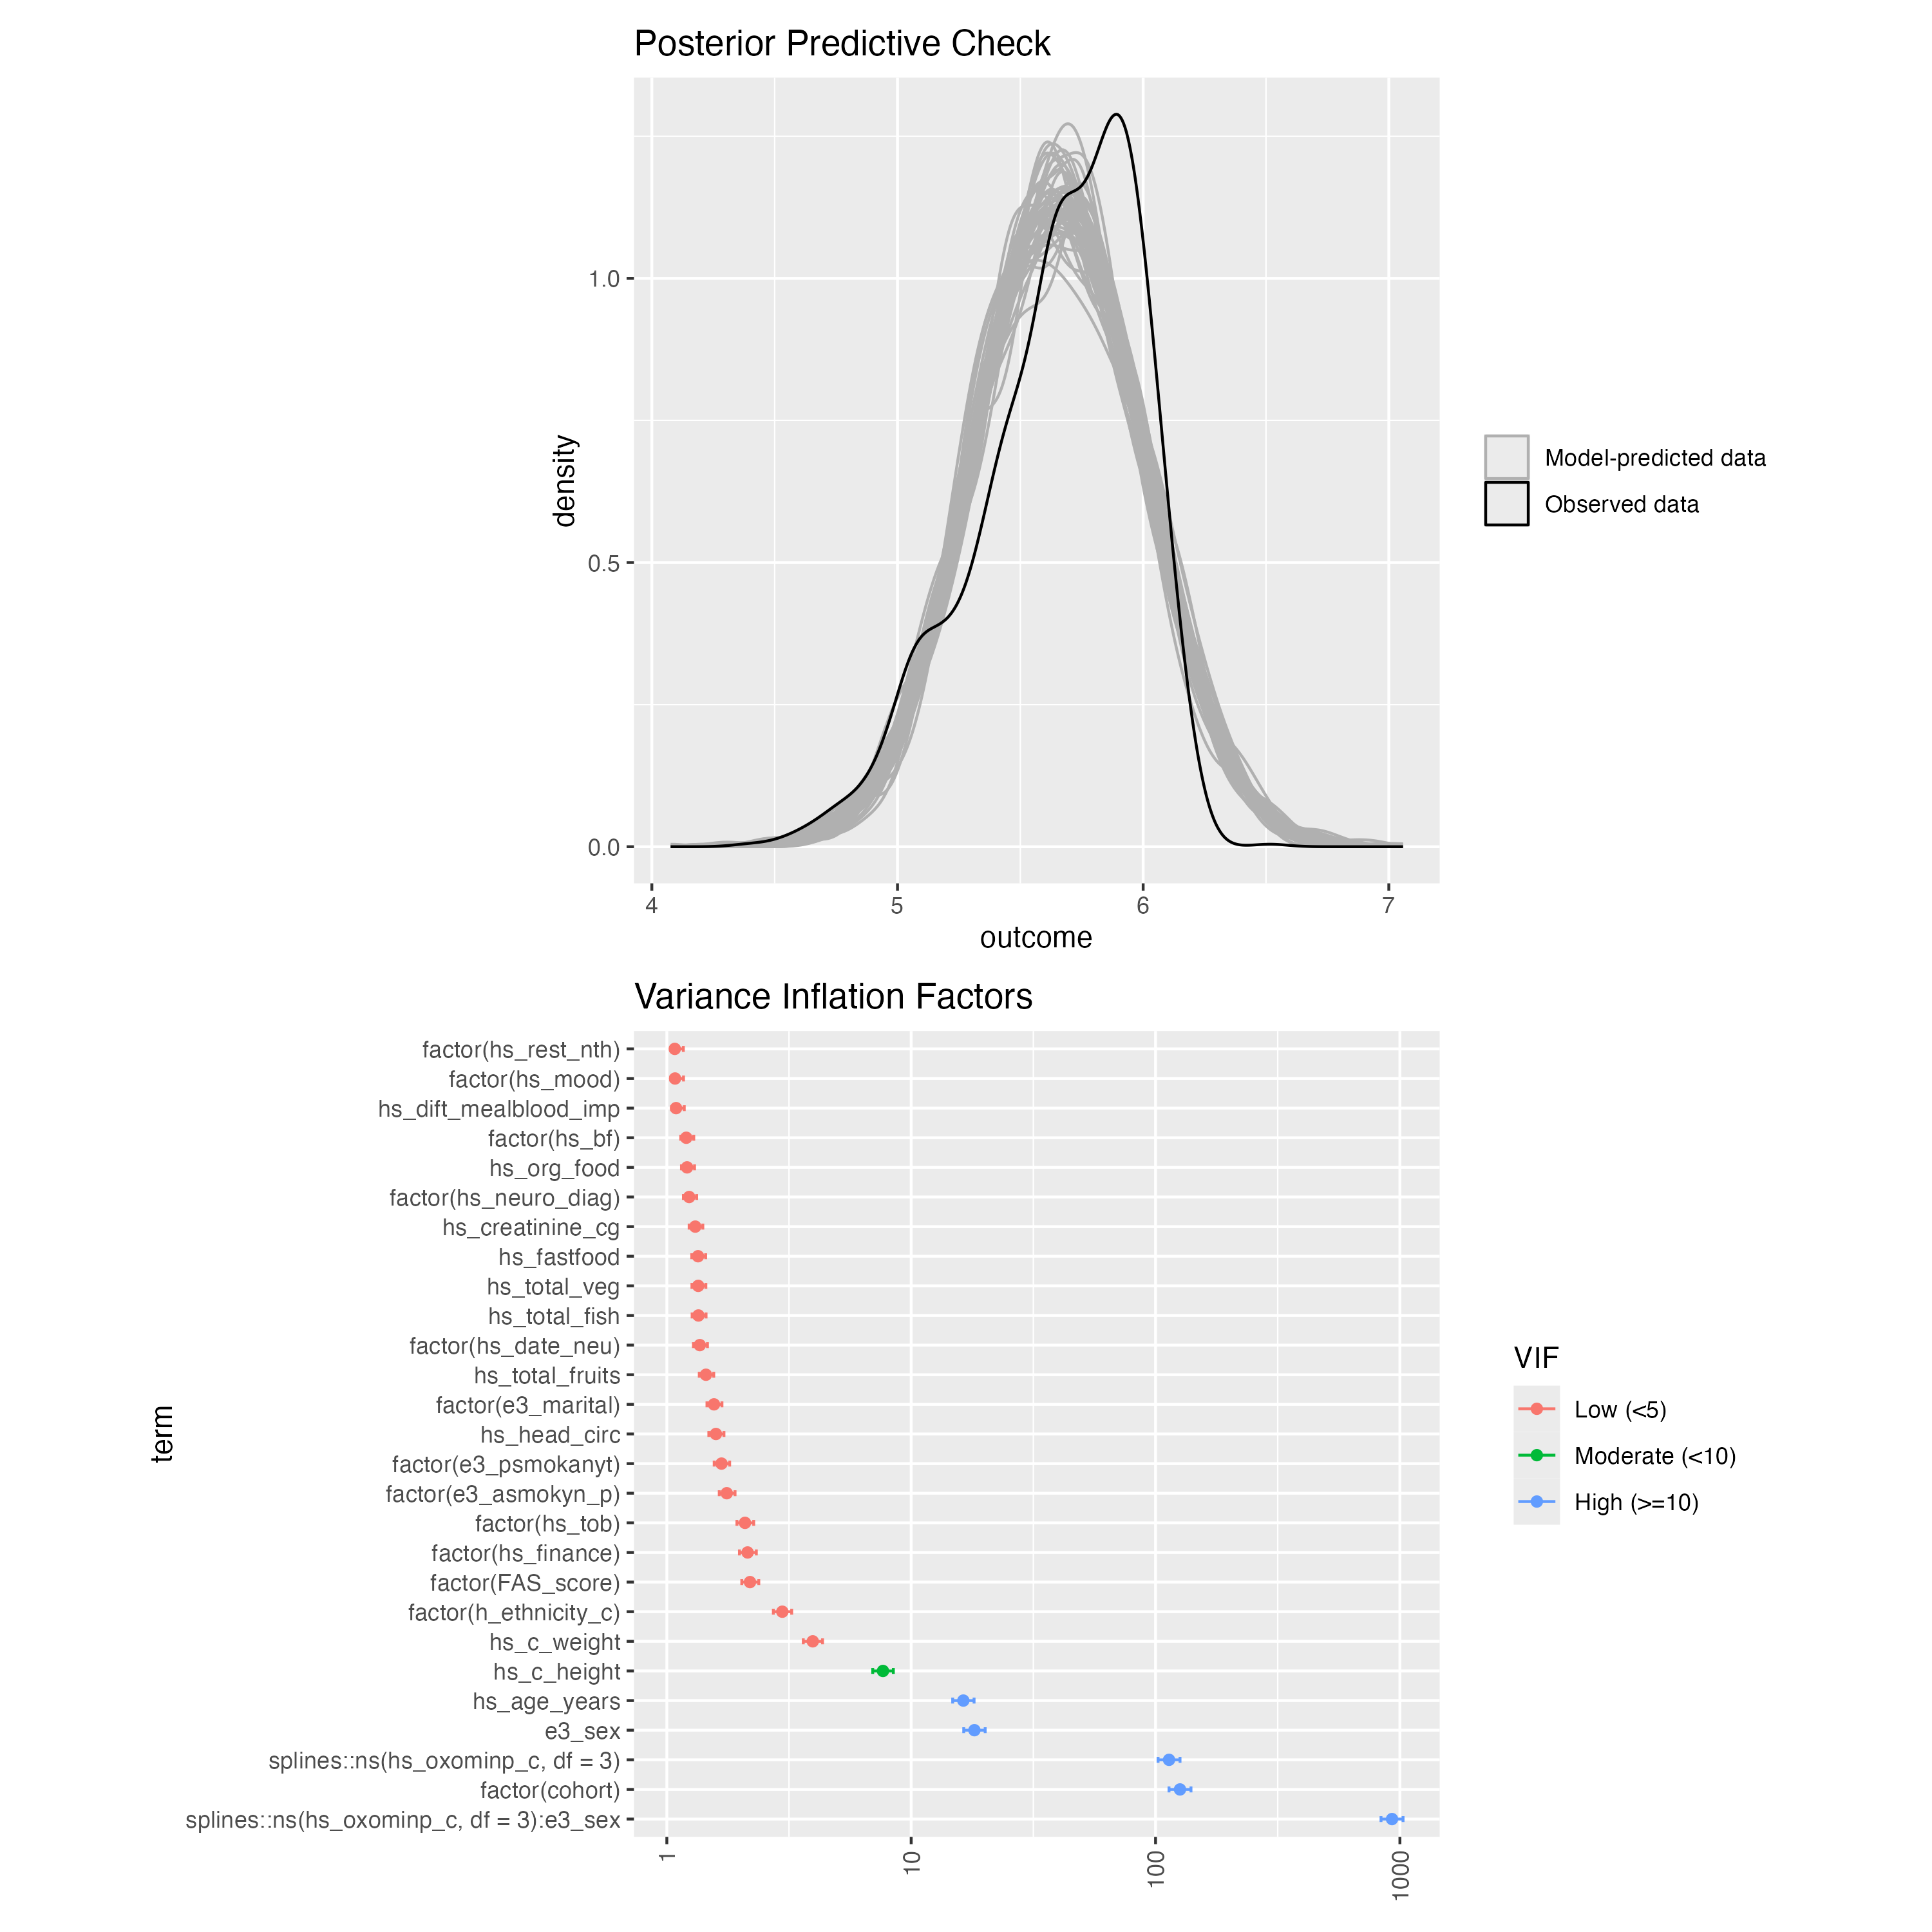 Posterior Predictive Check
density
1.0
0.5
0.0
4 5 6 7
outcome
Model-predicted data
Observed data
Variance Inflation Factors
term
factor(hs_rest_nth)
factor(hs_mood)
hs_dift_mealblood_imp
factor(hs_bf)
hs_org_food
factor(hs_neuro_diag)
hs_creatinine_cg
hs_fastfood
hs_total_veg
hs_total_fish
factor(hs_date_neu)
hs_total_fruits
factor(e3_marital)
hs_head_circ
factor(e3_psmokanyt)
factor(e3_asmokyn_p)
factor(hs_tob)
factor(hs_finance)
factor(FAS_score)
factor(h_ethnicity_c)
hs_c_weight
hs_c_height
hs_age_years
e3_sex
splines::ns(hs_oxominp_c, df = 3)
factor(cohort)
splines::ns(hs_oxominp_c, df = 3):e3_sex
1 10 100 1000
VIF
Low (<5)
Moderate (<10)
High (>=10)